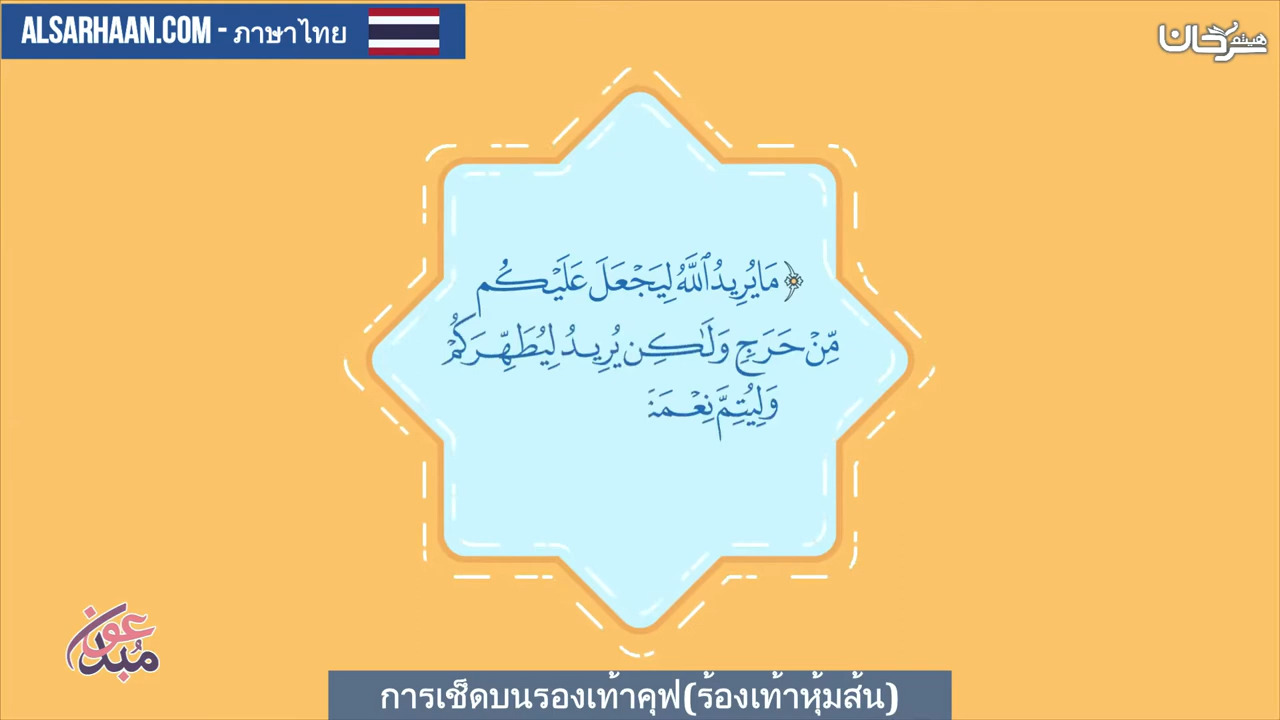 ALSARHAAN.COM - ภาษาไทย
هيثم سرحان
﴿مَا يُرِيدُ ٱللَّهُ لِيَجْعَلَ عَلَيْكُم
مِّنْ حَرَجٍ وَلَٰكِن يُرِيدُ لِيُطَهِّرَكُمْ
وَلِيُتِمَّ
مُبدعون
การเช็ดบนรองเท้าคุฟ(ร้องเท้าหุ้มส้น)